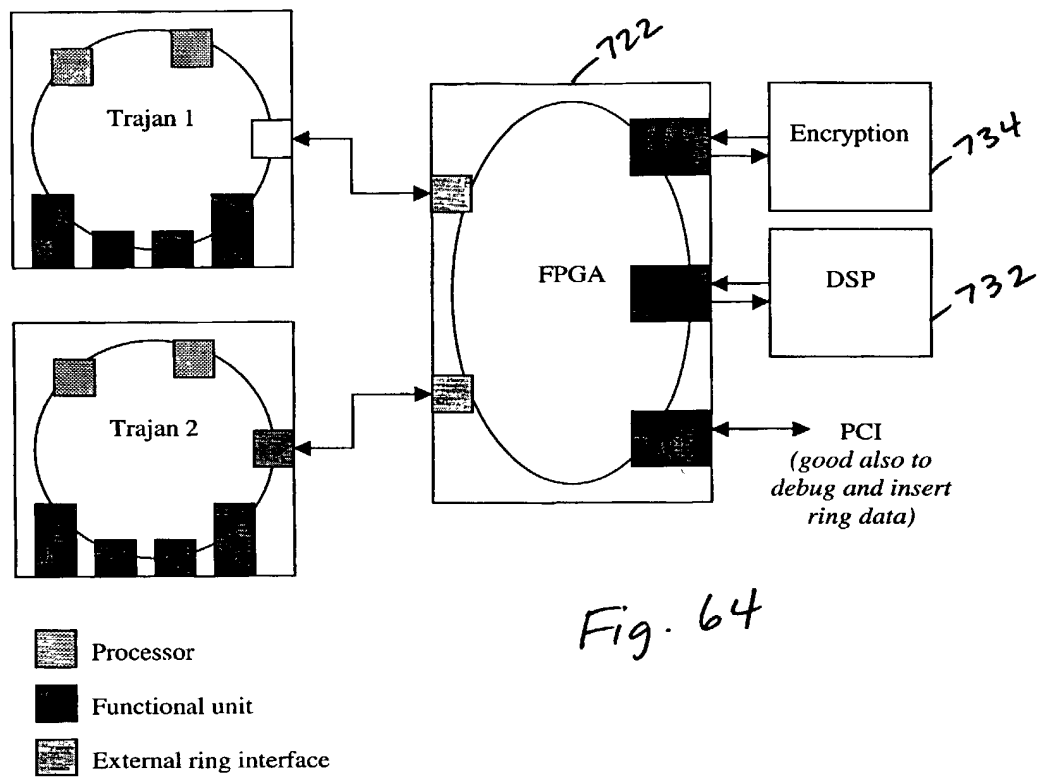 722
Trajan 1
Encryption
734
FPGA
DSP
732
Trajan 2
PCI
(good also to
debug and insert
ring data)
Fig. 64
Processor
Functional unit
External ring interface